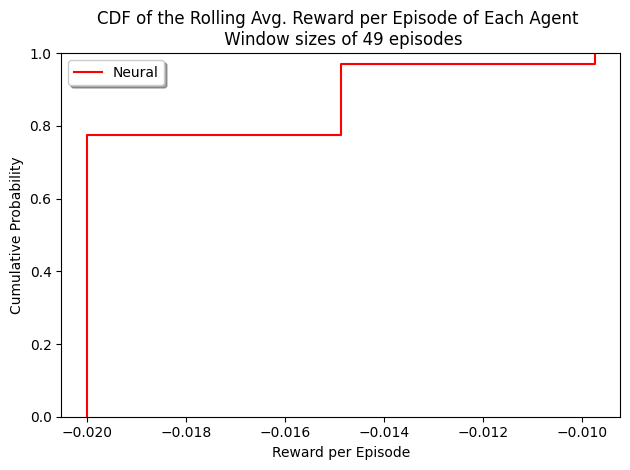 CDF of the Rolling Avg. Reward per Episode of Each Agent
Window sizes of 49 episodes
Neural
1.0
0.8
0.6
0.4
0.2
0.0
Cumulative Probability
−0.020
−0.018
−0.016
−0.014
−0.012
−0.010
Reward per Episode